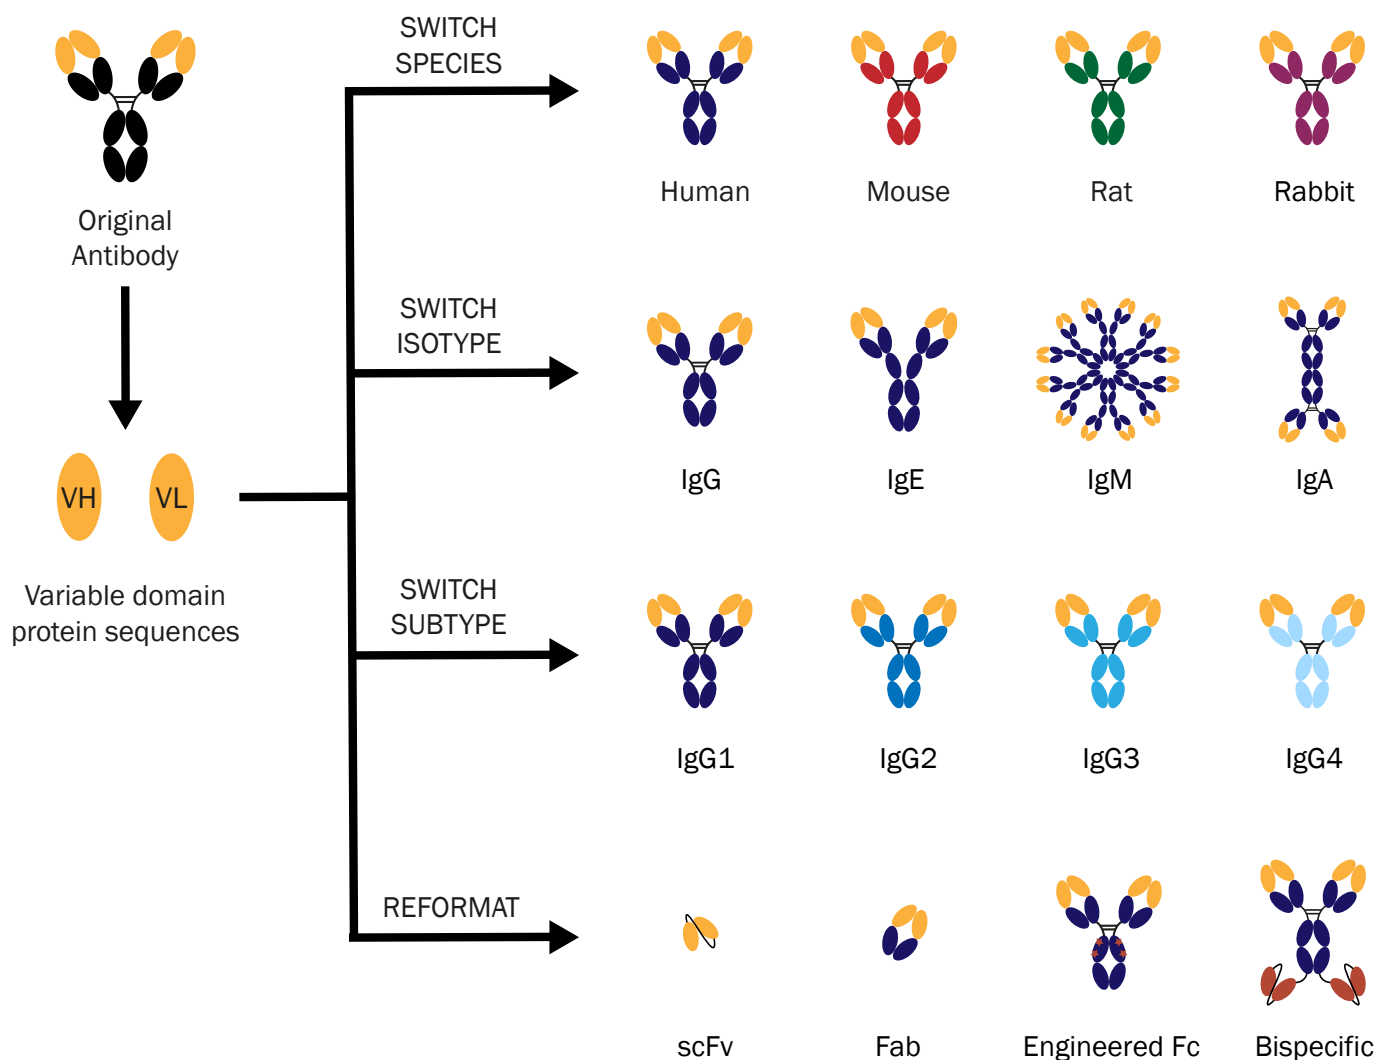 Original
Antibody
VH
VL
Variable domain
protein sequences
SWITCH
SPECIES
Human
Mouse
Rat
Rabbit
SWITCH
ISOTYPE
IgG
IgE
IgM
IgA
SWITCH
SUBTYPE
IgG1
IgG2
IgG3
IgG4
REFORMAT
scFv
Fab
Engineered Fc
Bispecific